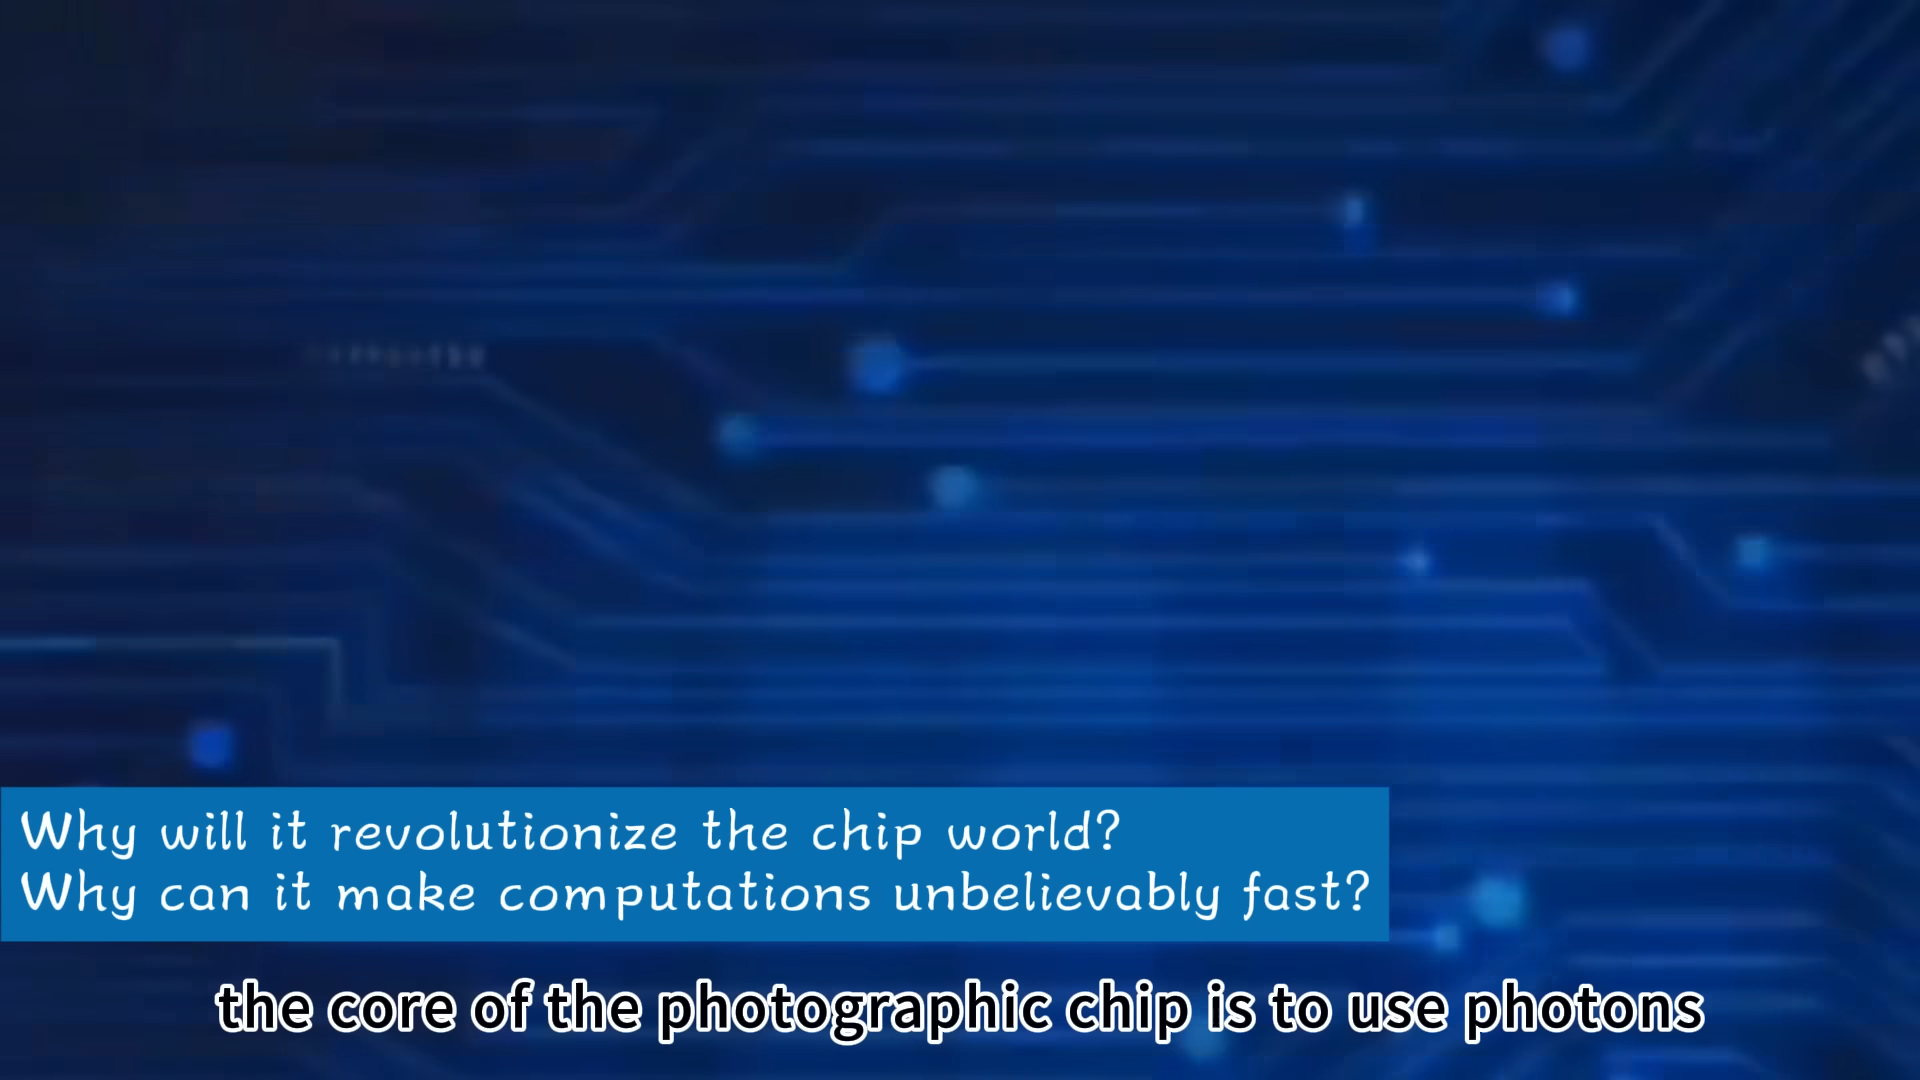 Why will it revolutionize the chip world?
Why can it make computations unbelievably fast?
the core of the photographic chip is to use photons